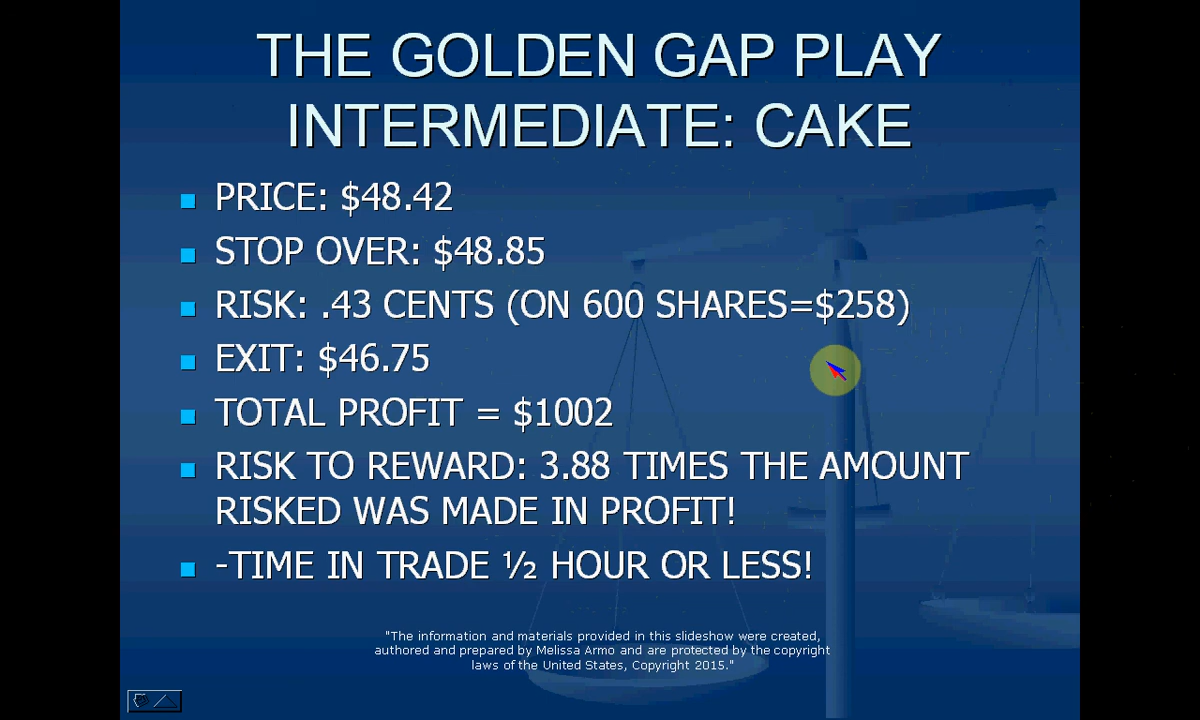 THE GOLDEN GAP PLAY
INTERMEDIATE: CAKE
PRICE: $48.42
STOP OVER: $48.85
RISK: .43 CENTS (ON 600 SHARES=$258)
EXIT: $46.75
TOTAL PROFIT = $1002
RISK TO REWARD: 3.88 TIMES THE AMOUNT
RISKED WAS MADE IN PROFIT!
-TIME IN TRADE ½ HOUR OR LESS!
"The information and materials provided in this slideshow were created,
authored and prepared by Melissa Armo and are protected by the copyright
laws of the United States, Copyright 2015."